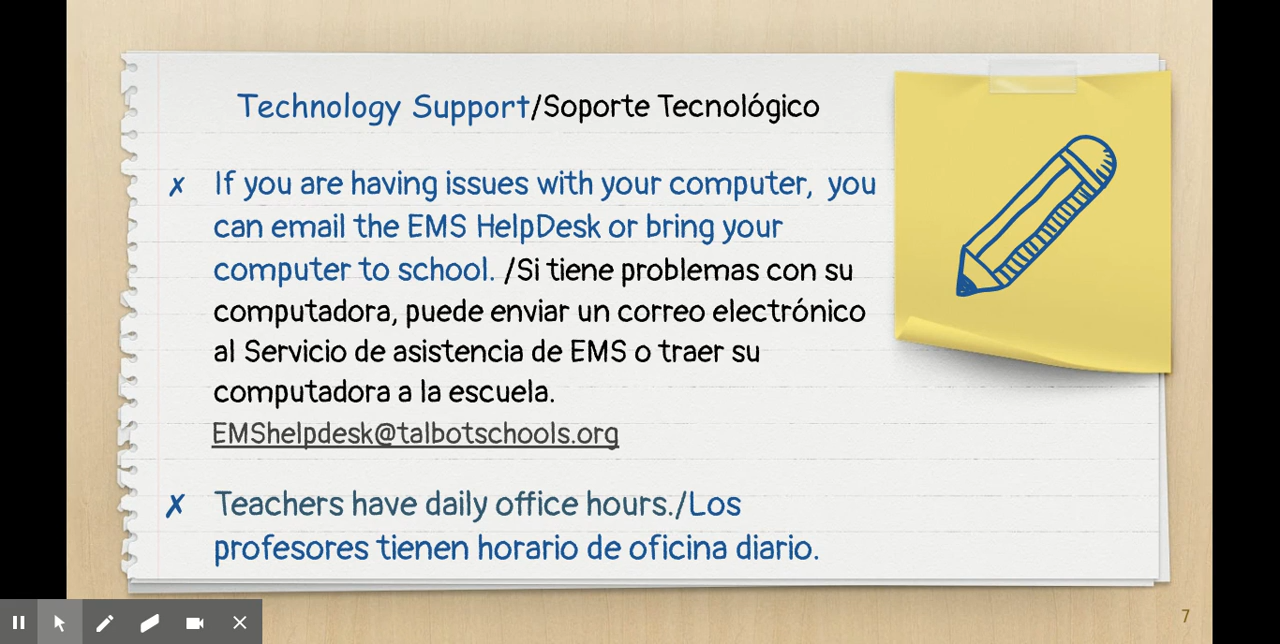 Technology Support/Soporte Tecnológico
✗ If you are having issues with your computer, you
can email the EMS HelpDesk or bring your
computer to school. /Si tiene problemas con su
computadora, puede enviar un correo electrónico
al Servicio de asistencia de EMS o traer su
computadora a la escuela.
EMShelpdesk@talbotschools.org
✗ Teachers have daily office hours./Los
profesores tienen horario de oficina diario.
7